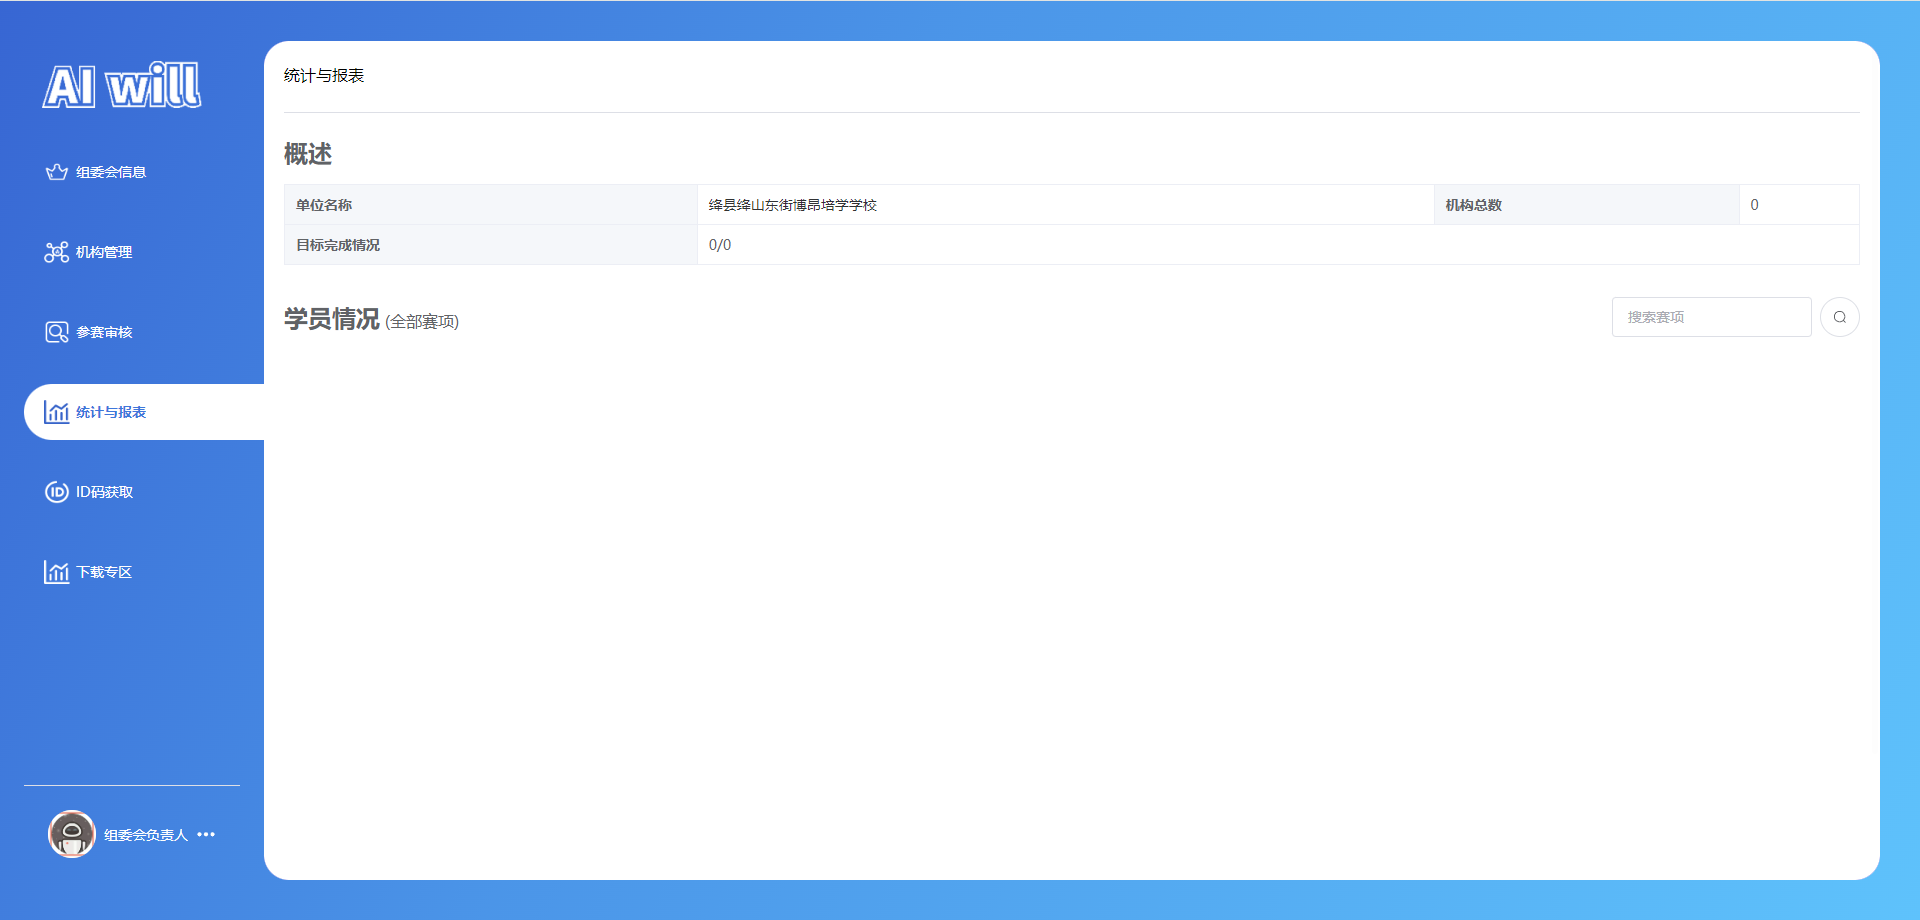 AI will
组委会信息
机构管理
参赛审核
统计与报表
ID码获取
下载专区
组委会负责人
统计与报表
概述
单位名称 绛县绛山东街博昂培学学校 机构总数 0
目标完成情况 0/0
学员情况 (全部赛项)
搜索赛项